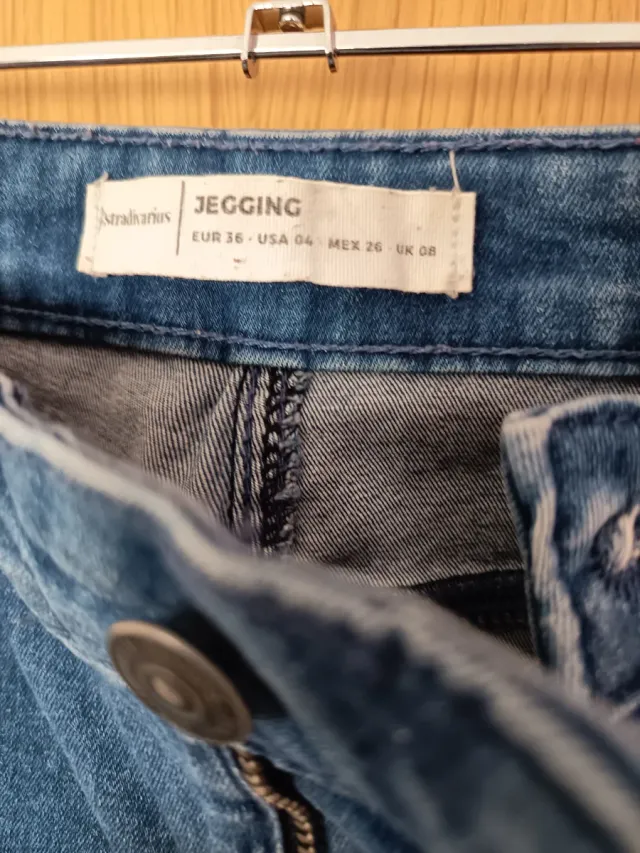 Stradivarius
JEGGING
EUR 36 · USA 04 · MEX 26 · UK 08